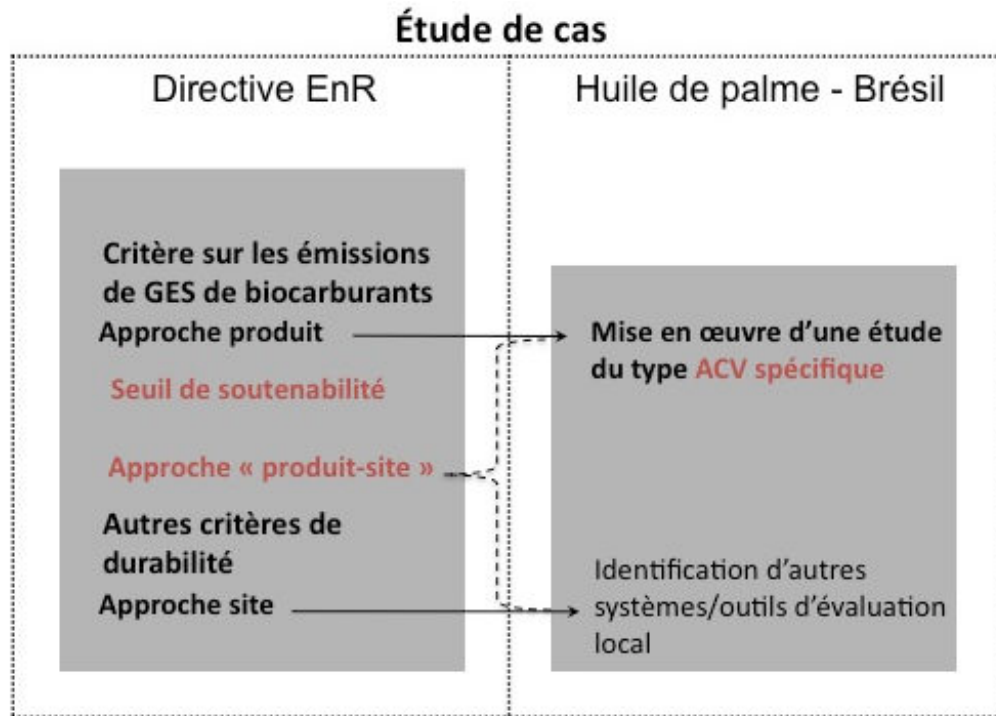 Étude de cas
Directive EnR
Critère sur les émissions
de GES de biocarburants
Approche produit
Seuil de soutenabilité
Approche « produit-site »
Autres critères de
durabilité
Approche site
Huile de palme - Brésil
Mise en œuvre d’une étude
du type ACV spécifique
Identification d’autres
systèmes/outils d’évaluation
local